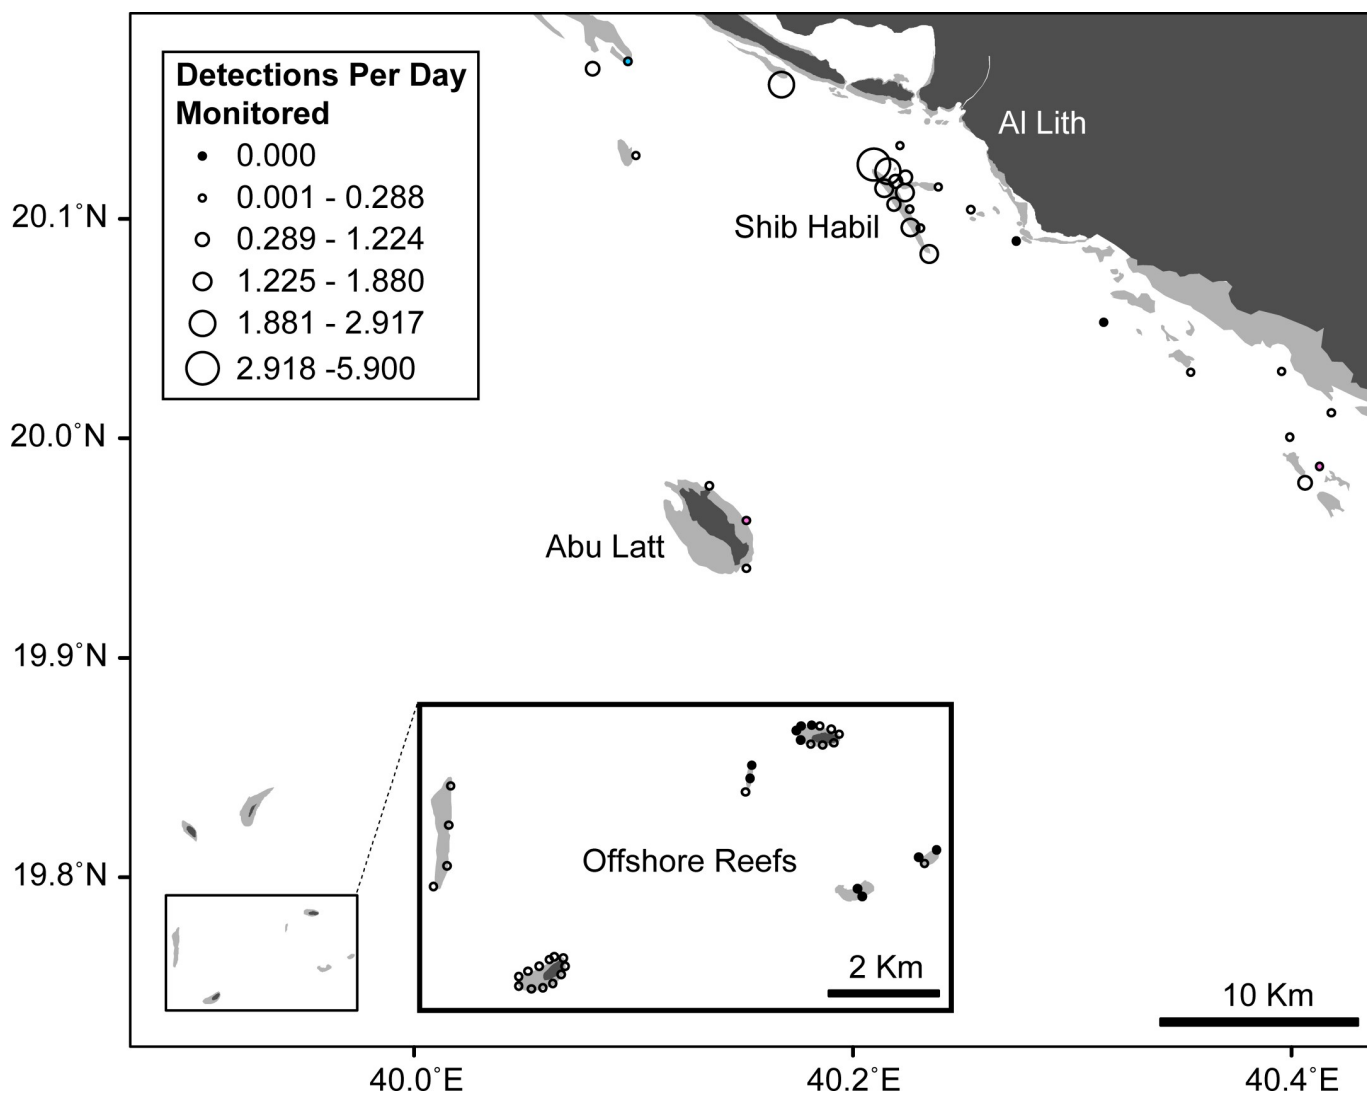 Detections Per Day
Monitored
0.000
0.001 - 0.288
0.289 - 1.224
1.225 - 1.880
1.881 - 2.917
2.918 -5.900
Al Lith
Shib Habil
Abu Latt
Offshore Reefs
2 Km
10 Km
20.1°N
20.0°N
19.9°N
19.8°N
40.0°E
40.2°E
40.4°E